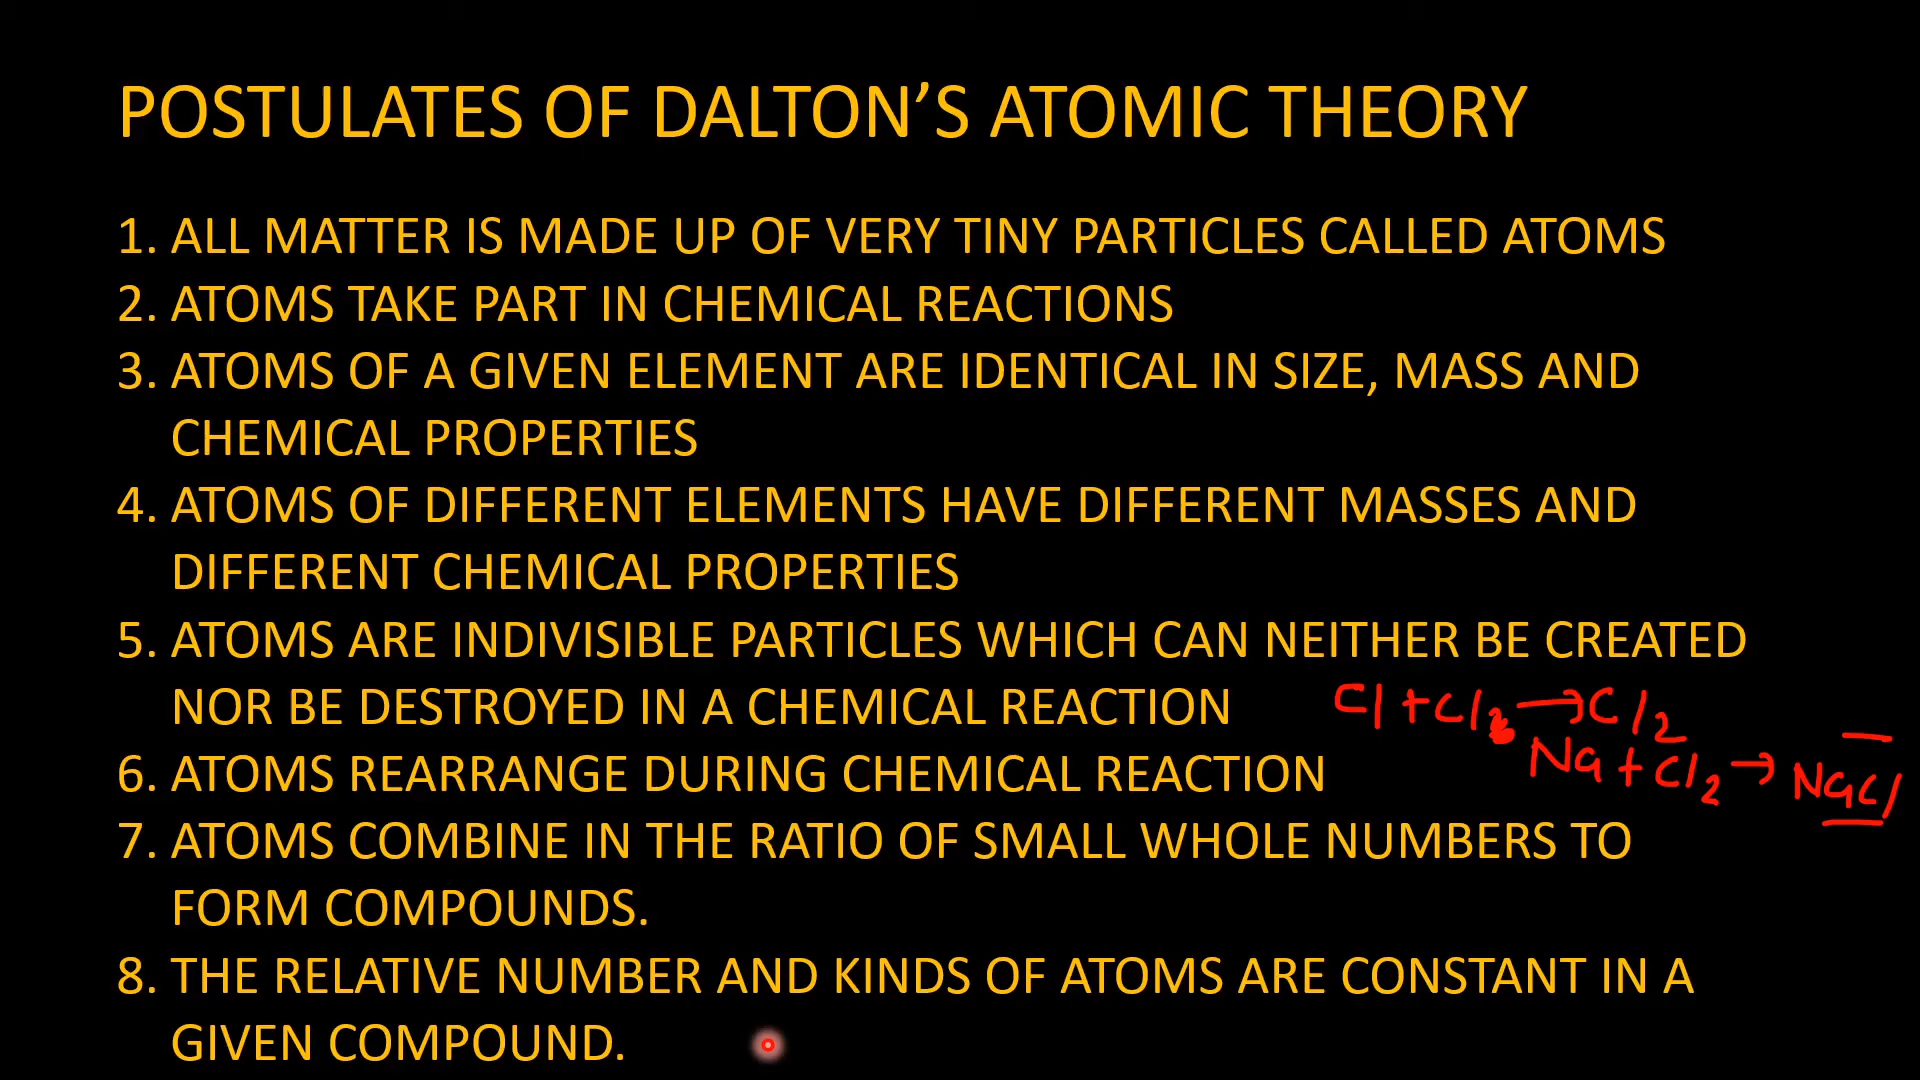 POSTULATES OF DALTON’S ATOMIC THEORY
1. ALL MATTER IS MADE UP OF VERY TINY PARTICLES CALLED ATOMS
2. ATOMS TAKE PART IN CHEMICAL REACTIONS
3. ATOMS OF A GIVEN ELEMENT ARE IDENTICAL IN SIZE, MASS AND
CHEMICAL PROPERTIES
4. ATOMS OF DIFFERENT ELEMENTS HAVE DIFFERENT MASSES AND
DIFFERENT CHEMICAL PROPERTIES
5. ATOMS ARE INDIVISIBLE PARTICLES WHICH CAN NEITHER BE CREATED
NOR BE DESTROYED IN A CHEMICAL REACTION
Cl + Cl → Cl2
6. ATOMS REARRANGE DURING CHEMICAL REACTION
Na + Cl2 → NaCl
7. ATOMS COMBINE IN THE RATIO OF SMALL WHOLE NUMBERS TO
FORM COMPOUNDS.
8. THE RELATIVE NUMBER AND KINDS OF ATOMS ARE CONSTANT IN A
GIVEN COMPOUND.